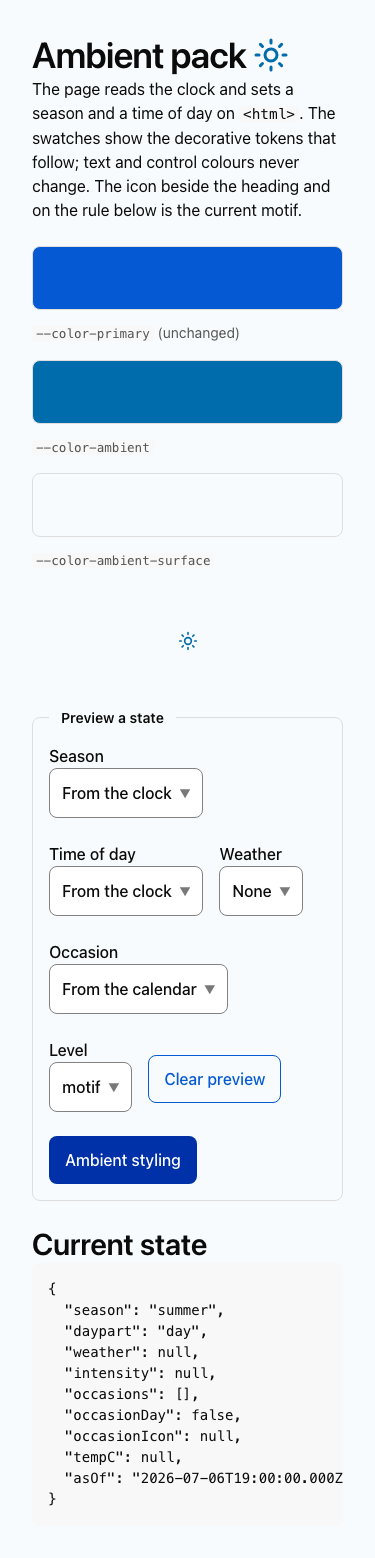 Ambient pack
The page reads the clock and sets a
season and a time of day on <html>. The
swatches show the decorative tokens that
follow; text and control colours never
change. The icon beside the heading and
on the rule below is the current motif.
--color-primary (unchanged)
--color-ambient
--color-ambient-surface
Preview a state
Season
From the clock ▼
Time of day
Weather
From the clock ▼
None ▼
Occasion
From the calendar ▼
Level
motif ▼
Clear preview
Ambient styling
Current state
{
"season": "summer",
"daypart": "day",
"weather": null,
"intensity": null,
"occasions": [],
"occasionDay": false,
"occasionIcon": null,
"tempC": null,
"asOf": "2026-07-06T19:00:00.000Z
}